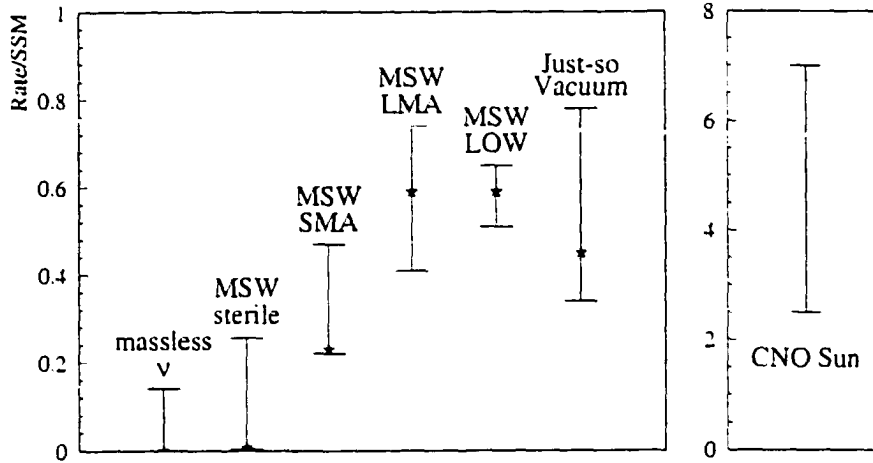 Rate/SSM
1
0.8
0.6
0.4
0.2
0
massless
ν
MSW
sterile
MSW
SMA
MSW
LMA
MSW
LOW
Just-so
Vacuum
8
6
4
2
0
CNO Sun